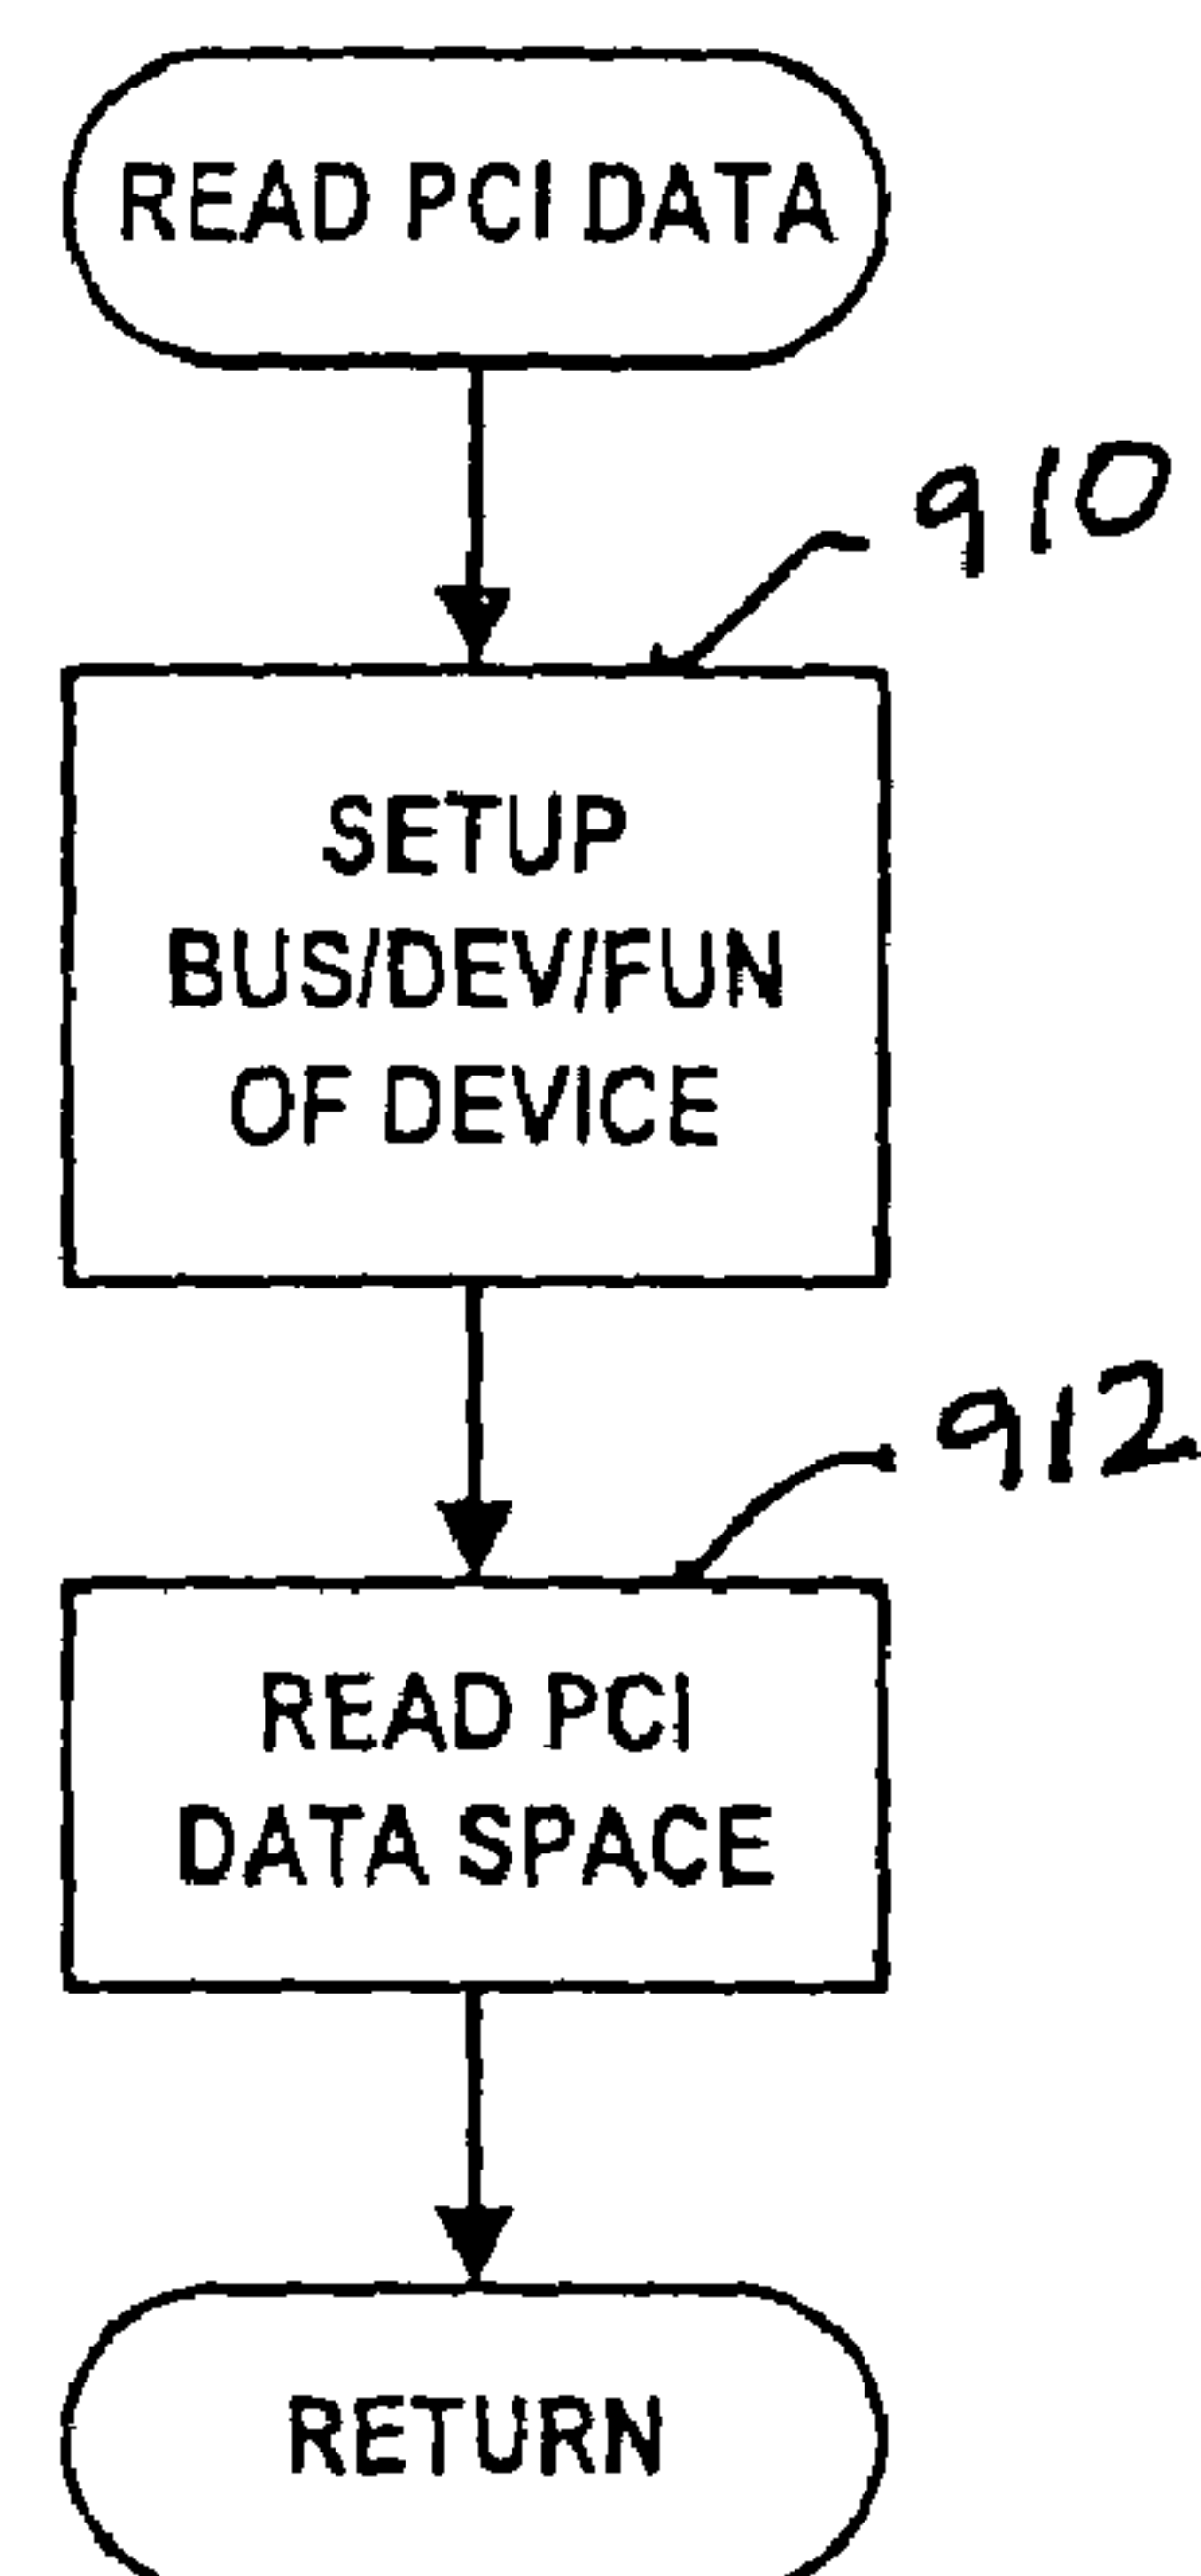 READ PCI DATA
910
SETUP
BUS/DEV/FUN
OF DEVICE
912
READ PCI
DATA SPACE
RETURN